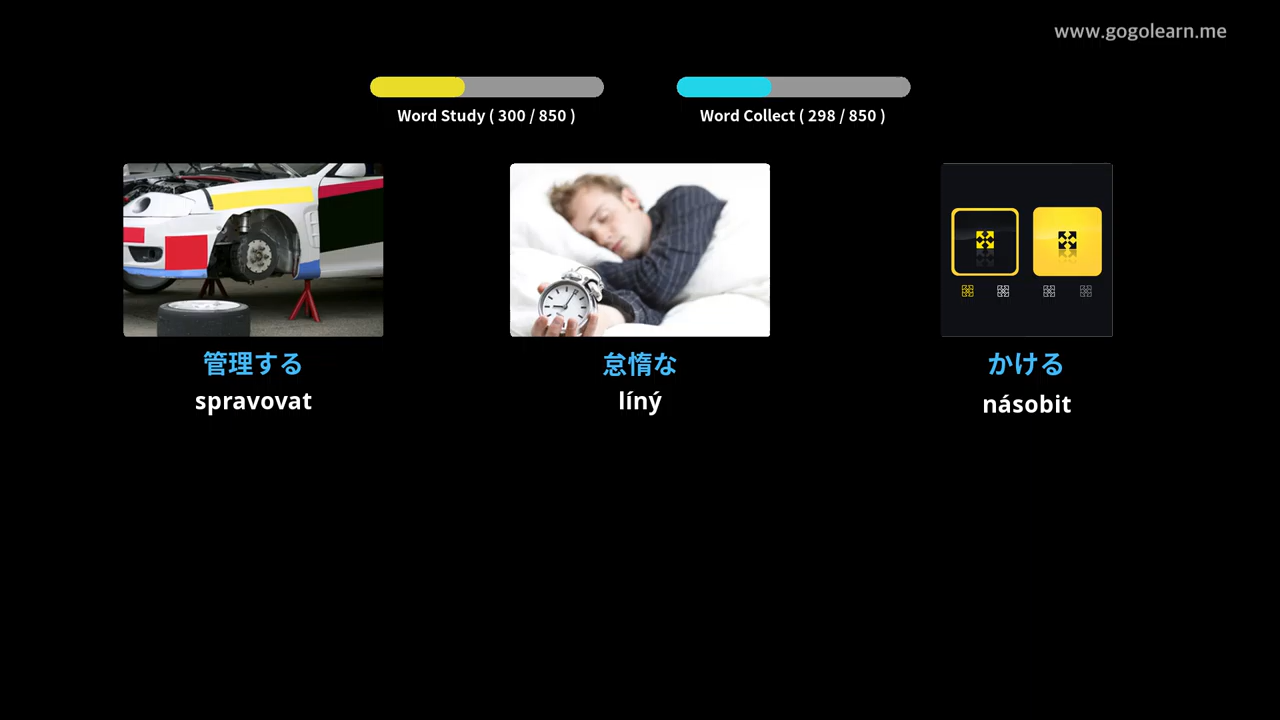 www.gogolearn.me
Word Study ( 300 / 850 )
Word Collect ( 298 / 850 )
管理する
怠惰な
かける
spravovat
líný
násobit